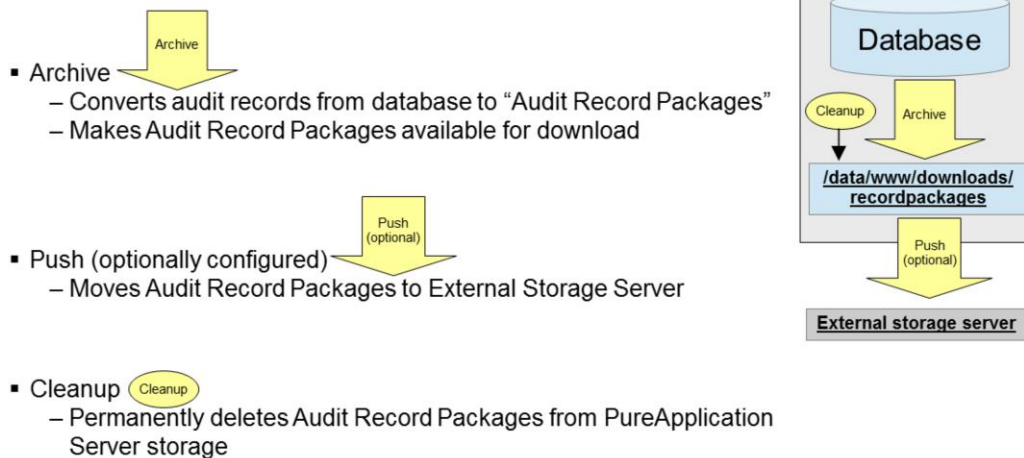 Archive
▪ Archive
– Converts audit records from database to “Audit Record Packages”
– Makes Audit Record Packages available for download
Push
(optional)
▪ Push (optionally configured)
– Moves Audit Record Packages to External Storage Server
▪ Cleanup Cleanup
– Permanently deletes Audit Record Packages from PureApplication
Server storage
Database
Cleanup
Archive
/data/www/downloads/
recordpackages
Push
(optional)
External storage server